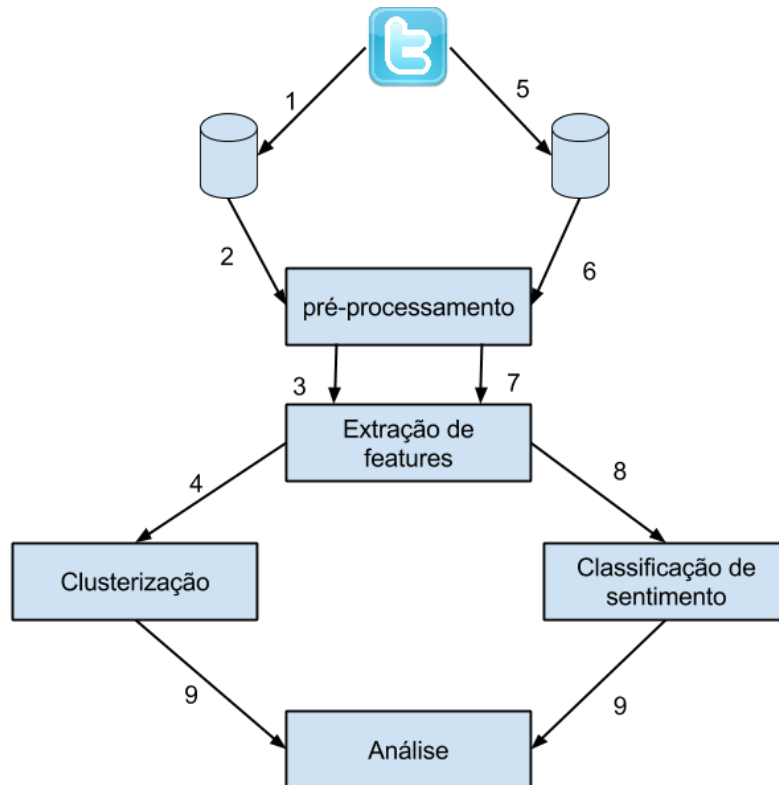 t
1
5
2
6
pré-processamento
3
7
Extração de
features
4
8
Clusterização
Classificação de
sentimento
9
9
Análise